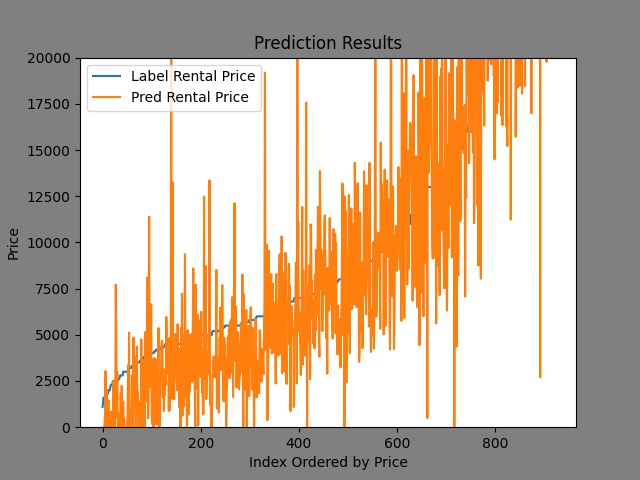 Prediction Results
20000
17500
15000
12500
10000
7500
5000
2500
0
Price
Label Rental Price
Pred Rental Price
0 200 400 600 800
Index Ordered by Price